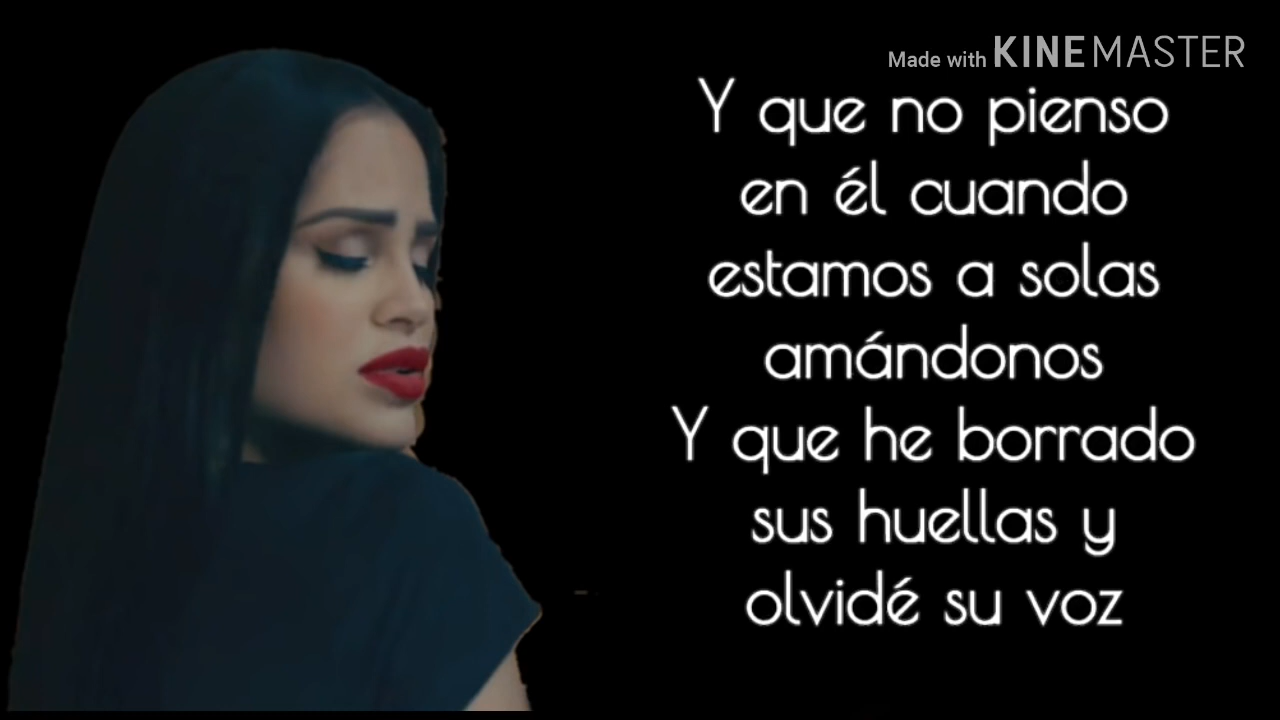 Made with KINEMASTER
Y que no pienso
en él cuando
estamos a solas
amándonos
Y que he borrado
sus huellas y
olvidé su voz